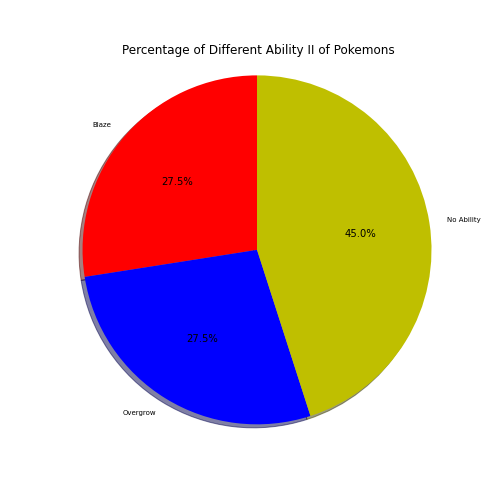 Percentage of Different Ability II of Pokemons
Blaze
27.5%
No Ability
45.0%
27.5%
Overgrow